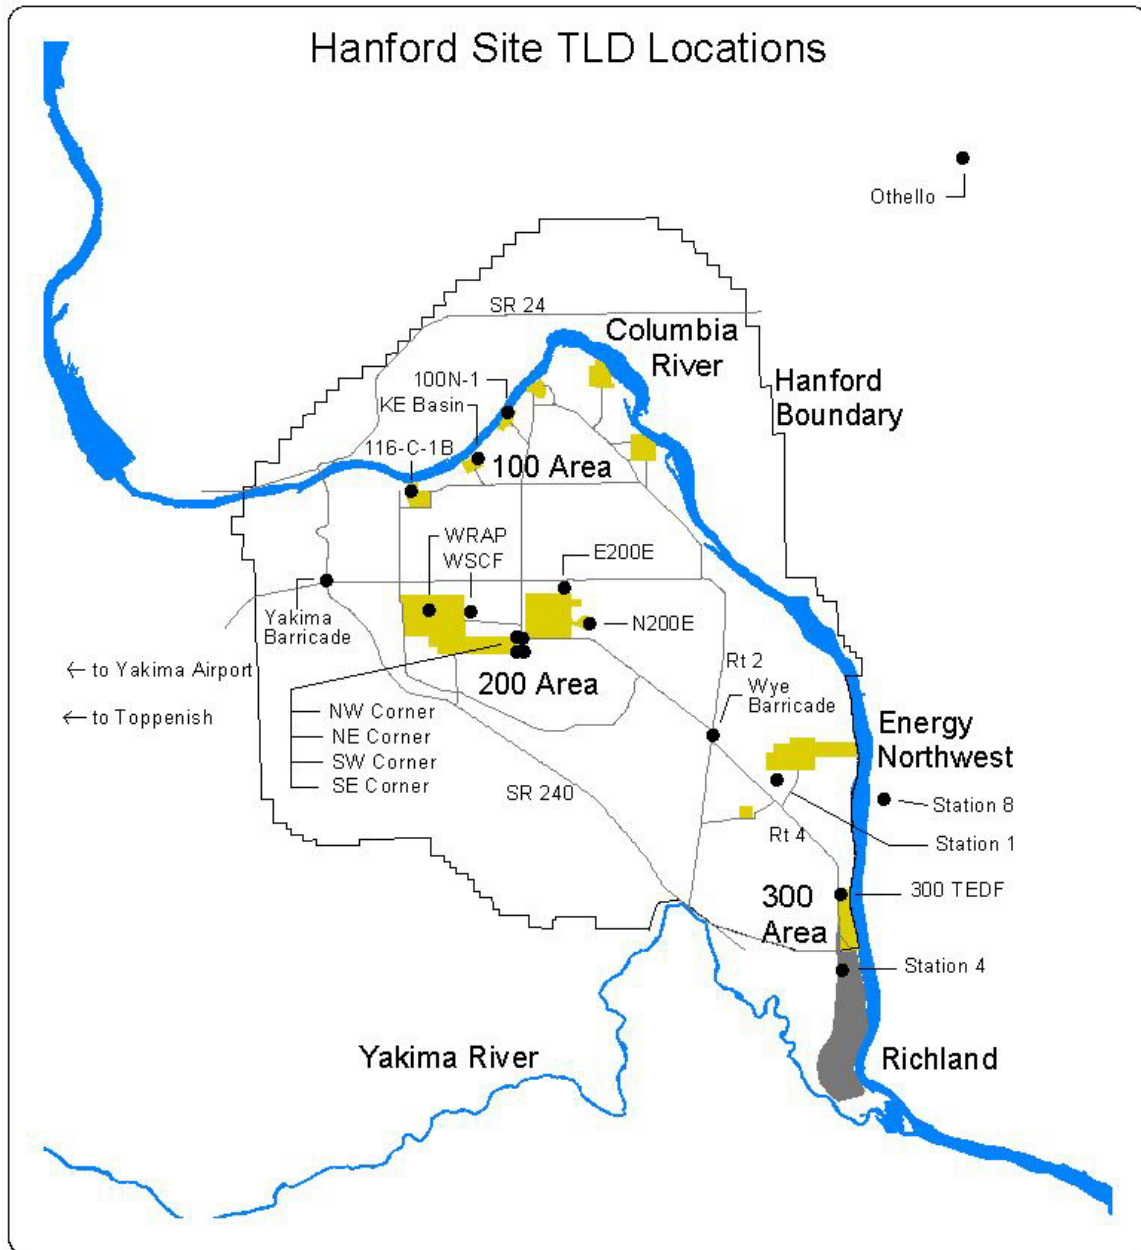 Hanford Site TLD Locations
Othello
SR 24
Columbia
River
100N-1
KE Basin
116-C-1B
Hanford
Boundary
100 Area
WRAP
WSCF
E200E
Yakima
Barricade
N200E
← to Yakima Airport
200 Area
Rt 2
Wye
Barricade
← to Toppenish
NW Corner
NE Corner
SW Corner
SE Corner
Energy
Northwest
SR 240
Station 8
Rt 4
Station 1
300
Area
300 TEDF
Station 4
Yakima River
Richland